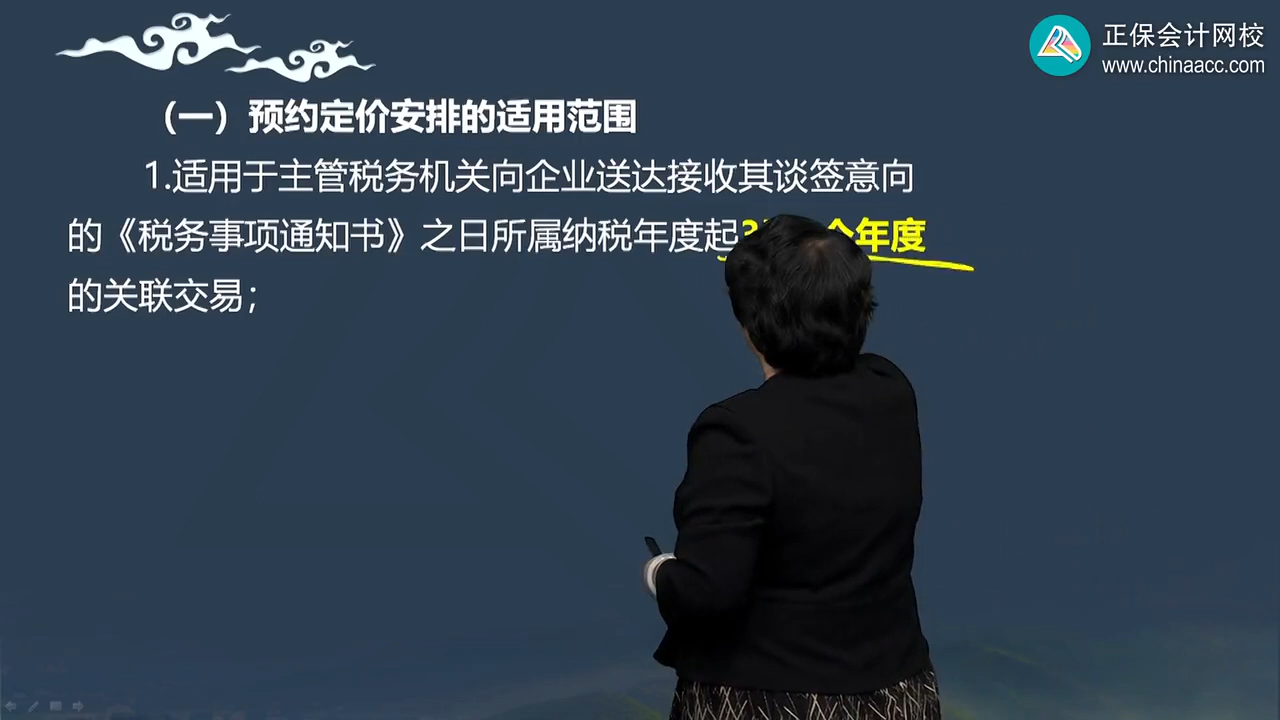 正保会计网校
www.chinaacc.com
（一）预约定价安排的适用范围
1.适用于主管税务机关向企业送达接收其谈签意向
的《税务事项通知书》之日所属纳税年度起3 年度
的关联交易；